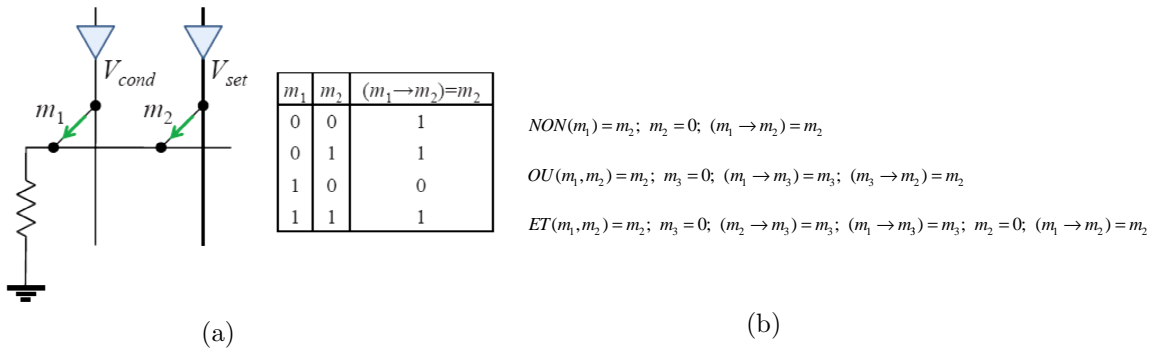 V_cond V_set
m_1 m_2
m_1 m_2 (m_1→m_2)=m_2
0 0 1
0 1 1
1 0 0
1 1 1
(a)
NON(m_1)=m_2; m_2=0; (m_1→m_2)=m_2
OU(m_1,m_2)=m_2; m_3=0; (m_1→m_3)=m_3; (m_3→m_2)=m_2
ET(m_1,m_2)=m_2; m_3=0; (m_2→m_3)=m_3; (m_1→m_3)=m_3; m_2=0; (m_1→m_2)=m_2
(b)